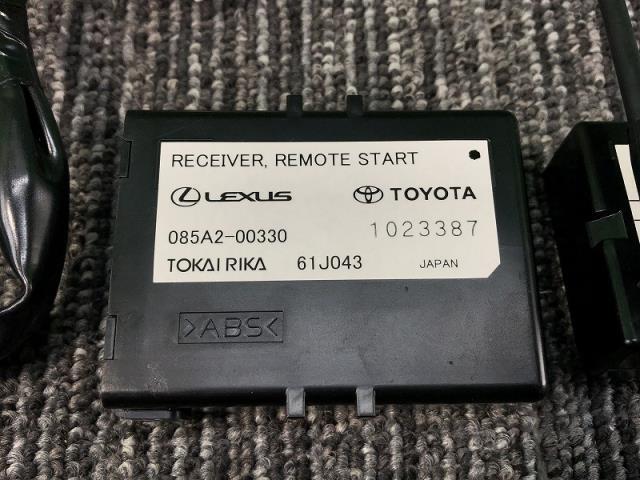 RECEIVER, REMOTE START
LEXUS TOYOTA
085A2-00330 1023387
TOKAI RIKA 61J043 JAPAN
>ABS<